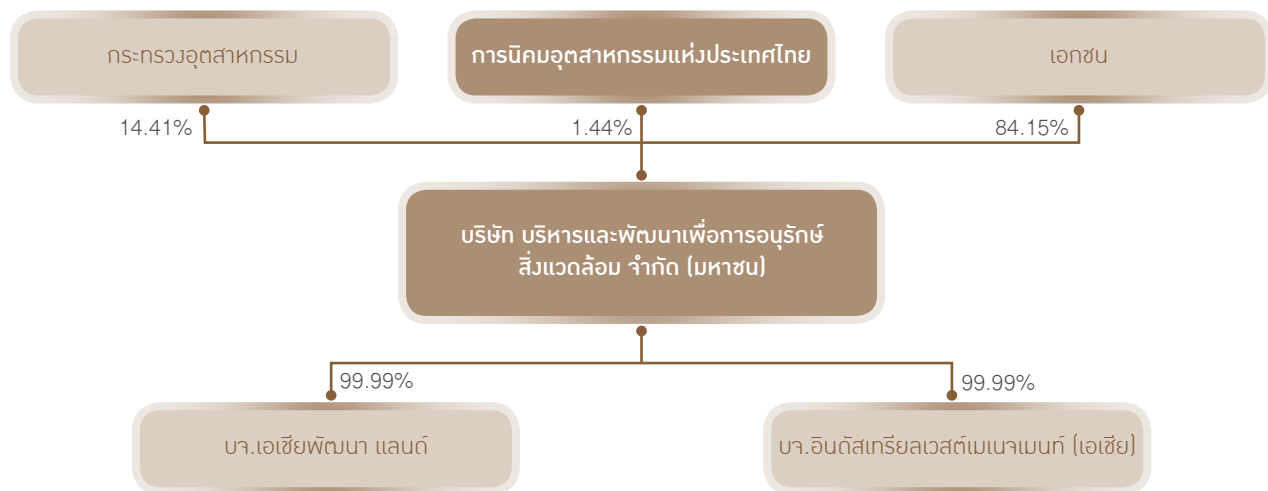 กระทรวงอุตสาหกรรม
การนิคมอุตสาหกรรมแห่งประเทศไทย
เอกชน
14.41%
1.44%
84.15%
บริษัท บริหารและพัฒนาเพื่อการอนุรักษ์
สิ่งแวดล้อม จำกัด (มหาชน)
99.99%
99.99%
บจ.เอเชียพัฒนา แลนด์
บจ.อินดัสเทรียลเวสต์เมเนจเมนท์ (เอเชีย)